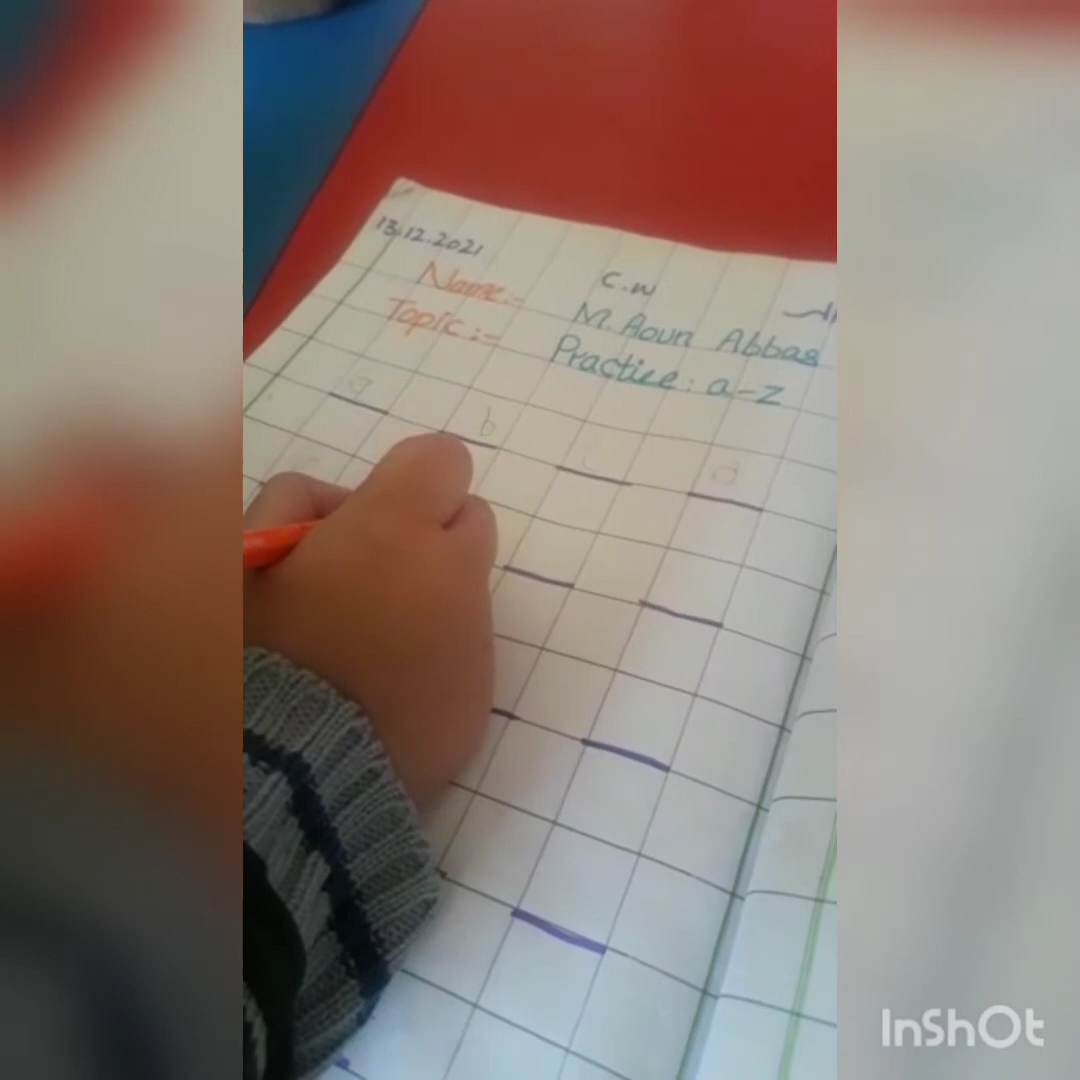 13.12.2021
C.W
Name:- M. Aoun Abbas
Topic:- Practice: a-z
a b c d
InShOt